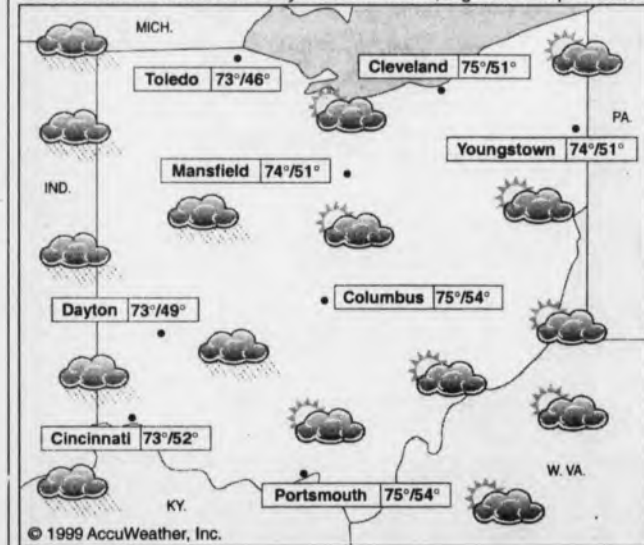 MICH.
Toledo 73°/46°
Cleveland 75°/51°
PA.
Youngstown 74°/51°
Mansfield 74°/51°
IND.
Columbus 75°/54°
Dayton 73°/49°
Cincinnati 73°/52°
W. VA.
Portsmouth 75°/54°
KY.
© 1999 AccuWeather, Inc.